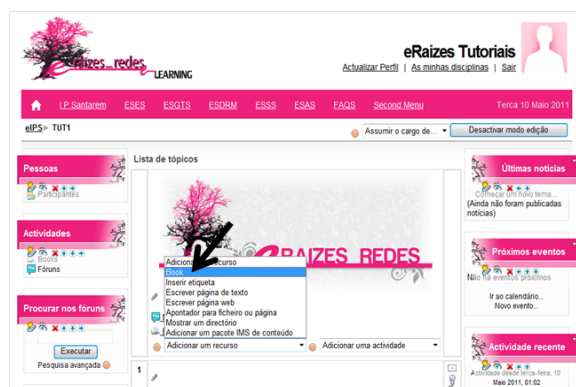 eRaizes_redes
LEARNING
eRaizes Tutoriais
Actualizar Perfil | As minhas disciplinas | Sair
I.P.Santarem ESES ESGTS ESDRM ESSS ESAS FAQS Second Menu Terca 10 Maio 2011
eIPS► TUT1
Assumir o cargo de...
Desactivar modo edição
Pessoas
Participantes
Actividades
Books
Fóruns
Procurar nos fóruns
Executar
Pesquisa avançada
Lista de tópicos
RAIZES_REDES
Adicionar um recurso
Book
Inserir etiqueta
Escrever página de texto
Escrever página web
Apontador para ficheiro ou página
Mostrar um directório
Adicionar um pacote IMS de conteúdo
Adicionar um recurso
Adicionar uma actividade
1
Últimas noticias
Começar um novo tema...
(Ainda não foram publicadas
notícias)
Próximos eventos
Não há eventos próximos
Ir ao calendário...
Novo evento...
Actividade recente
Actividade desde terça-feira, 10
Maio 2011, 01:02